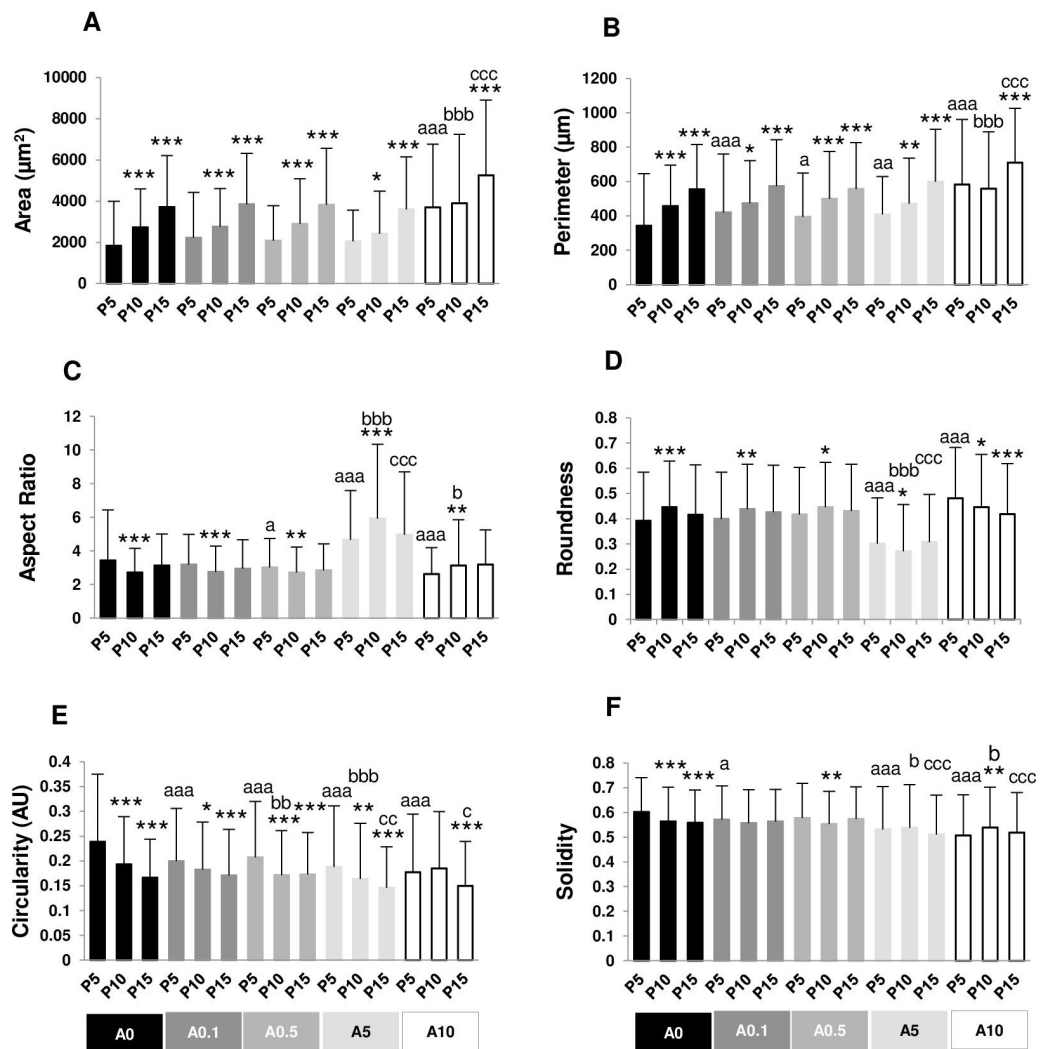 A
Area (µm²)
10000
8000
6000
4000
2000
0
*** *** *** *** *** *** * *** aaa bbb ccc ***
P5 P10 P15 P5 P10 P15 P5 P10 P15 P5 P10 P15 P5 P10 P15
B
Perimeter (µm)
1200
1000
800
600
400
200
0
*** *** aaa * *** a *** *** aa ** *** aaa bbb ccc ***
P5 P10 P15 P5 P10 P15 P5 P10 P15 P5 P10 P15 P5 P10 P15
C
Aspect Ratio
12
10
8
6
4
2
0
*** *** a ** aaa bbb *** ccc aaa b **
P5 P10 P15 P5 P10 P15 P5 P10 P15 P5 P10 P15 P5 P10 P15
D
Roundness
0.8
0.7
0.6
0.5
0.4
0.3
0.2
0.1
0
*** ** * aaa bbb * ccc aaa * ***
P5 P10 P15 P5 P10 P15 P5 P10 P15 P5 P10 P15 P5 P10 P15
E
Circularity (AU)
0.4
0.35
0.3
0.25
0.2
0.15
0.1
0.05
0
*** *** aaa * *** aaa bb *** *** aaa bbb ** cc *** aaa c ***
P5 P10 P15 P5 P10 P15 P5 P10 P15 P5 P10 P15 P5 P10 P15
A0 A0.1 A0.5 A5 A10
F
Solidity
0.8
0.7
0.6
0.5
0.4
0.3
0.2
0.1
0
*** *** a ** aaa b ccc aaa b ** ccc
P5 P10 P15 P5 P10 P15 P5 P10 P15 P5 P10 P15 P5 P10 P15
A0 A0.1 A0.5 A5 A10